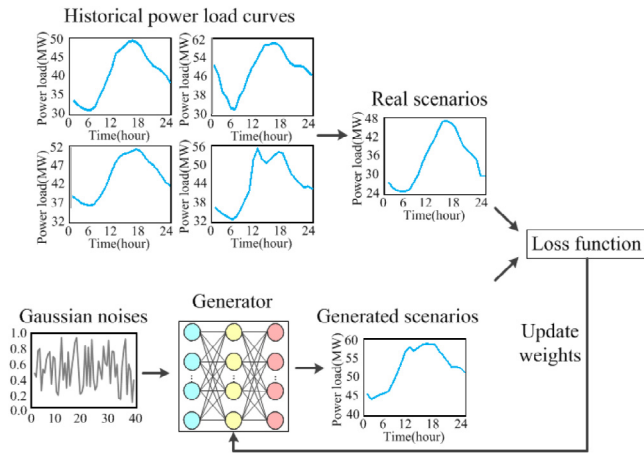 Historical power load curves
Power load(MW)
50
45
40
35
30
0 6 12 18 24
Time(hour)
Power load(MW)
62
54
46
38
30
0 6 12 18 24
Time(hour)
Power load(MW)
52
47
42
37
32
0 6 12 18 24
Time(hour)
Power load(MW)
56
50
44
38
32
0 6 12 18 24
Time(hour)
Real scenarios
Power load(MW)
48
42
36
30
24
0 6 12 18 24
Time(hour)
Loss function
Gaussian noises
1.0
0.8
0.6
0.4
0.2
0.0
0 10 20 30 40
Generator
Generated scenarios
Power load(MW)
60
55
50
45
40
0 6 12 18 24
Time(hour)
Update
weights